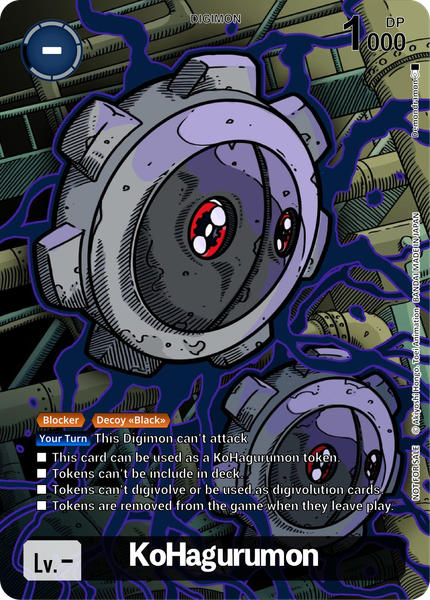 DIGIMON
-
DP
1000
Demondramon
© Akiyoshi Hongo, Toei Animation BANDAI MADE IN JAPAN
NOT FOR SALE
Blocker Decoy «Black»
Your Turn This Digimon can't attack
■ This card can be used as a KoHagurumon token.
■ Tokens can't be include in deck.
■ Tokens can't digivolve or be used as digivolution cards.
■ Tokens are removed from the game when they leave play.
Lv.-
KoHagurumon